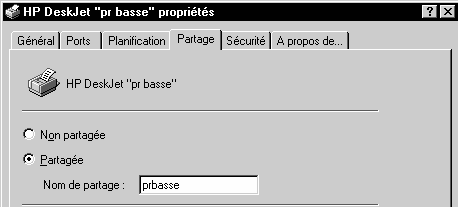 HP DeskJet "pr basse" propriétés
Général Ports Planification Partage Sécurité A propos de...
HP DeskJet "pr basse"
Non partagée
Partagée
Nom de partage : prbasse